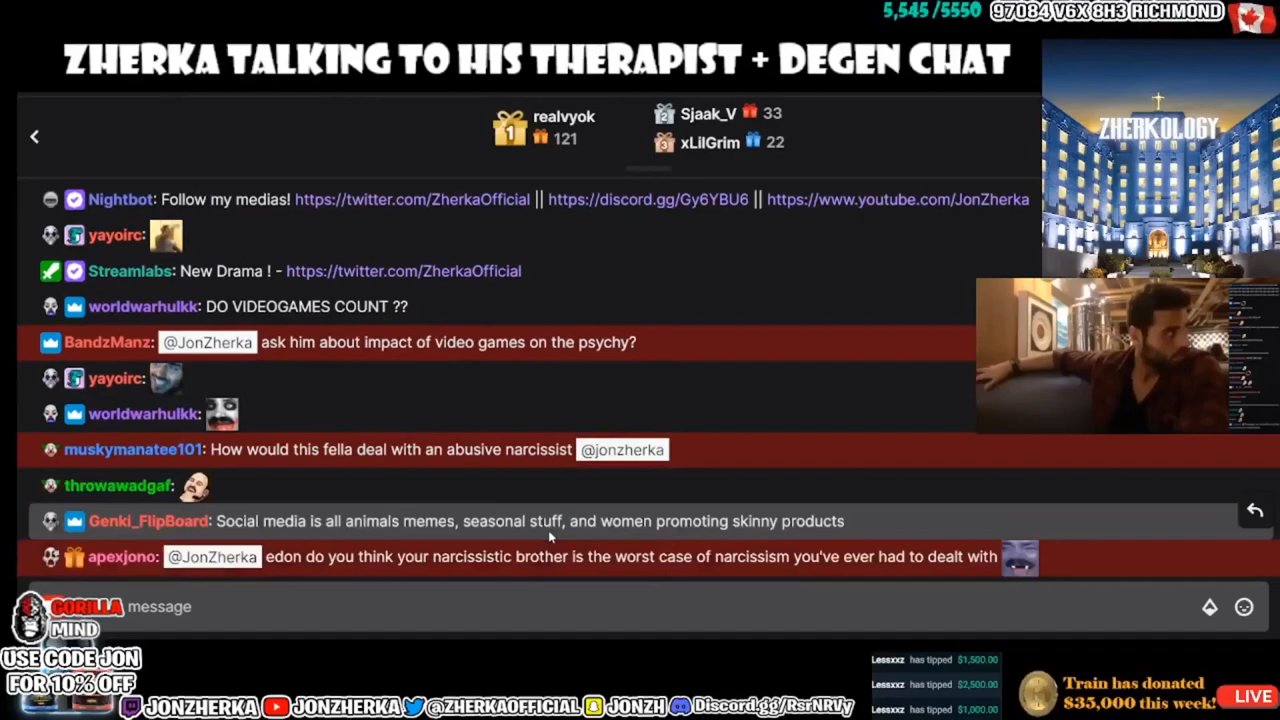 5,545 /5550 97084 V6X 8H3 RICHMOND
ZHERKA TALKING TO HIS THERAPIST + DEGEN CHAT
ZHERKOLOGY
1 realvyok 121
2 Sjaak_V 33
3 xLilGrim 22
Nightbot: Follow my medias! https://twitter.com/ZherkaOfficial || https://discord.gg/Gy6YBU6 || https://www.youtube.com/JonZherka
yayoirc:
Streamlabs: New Drama ! - https://twitter.com/ZherkaOfficial
worldwarhulkk: DO VIDEOGAMES COUNT ??
BandzManz: @JonZherka ask him about impact of video games on the psychy?
yayoirc:
worldwarhulkk:
muskymanatee101: How would this fella deal with an abusive narcissist @jonzherka
throwawadgaf:
Genki_FlipBoard: Social media is all animals memes, seasonal stuff, and women promoting skinny products
apexjono: @JonZherka edon do you think your narcissistic brother is the worst case of narcissism you've ever had to deal with
message
GORILLA
MIND
USE CODE JON
FOR 10% OFF
Lessxxz has tipped $1,500.00
Lessxxz has tipped $2,500.00
Lessxxz has tipped $1,000.00
Train has donated
$35,000 this week!
LIVE
JONZHERKA JONZHERKA @ZHERKAOFFICIAL JONZH Discord.gg/RsrNRVy